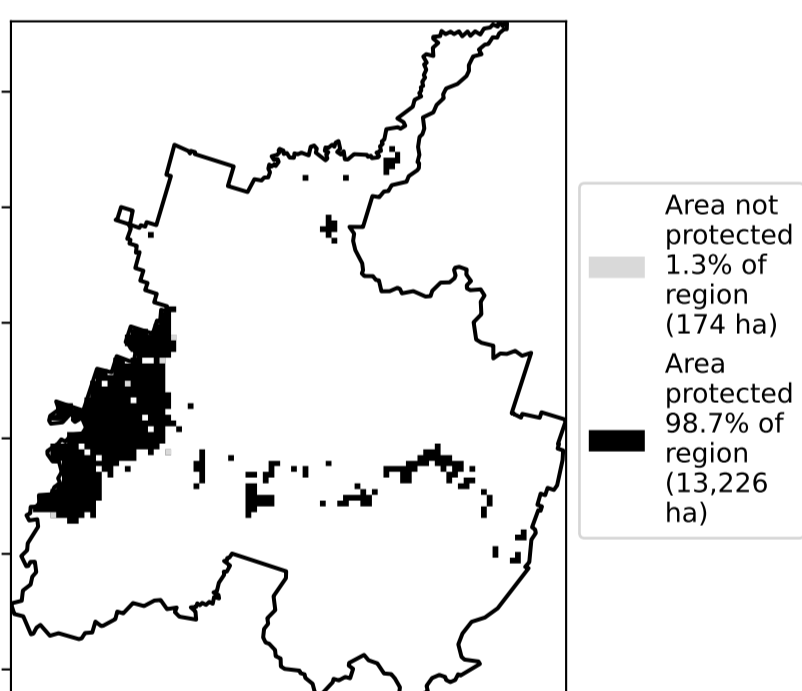 Area not
protected
1.3% of
region
(174 ha)
Area
protected
98.7% of
region
(13,226
ha)